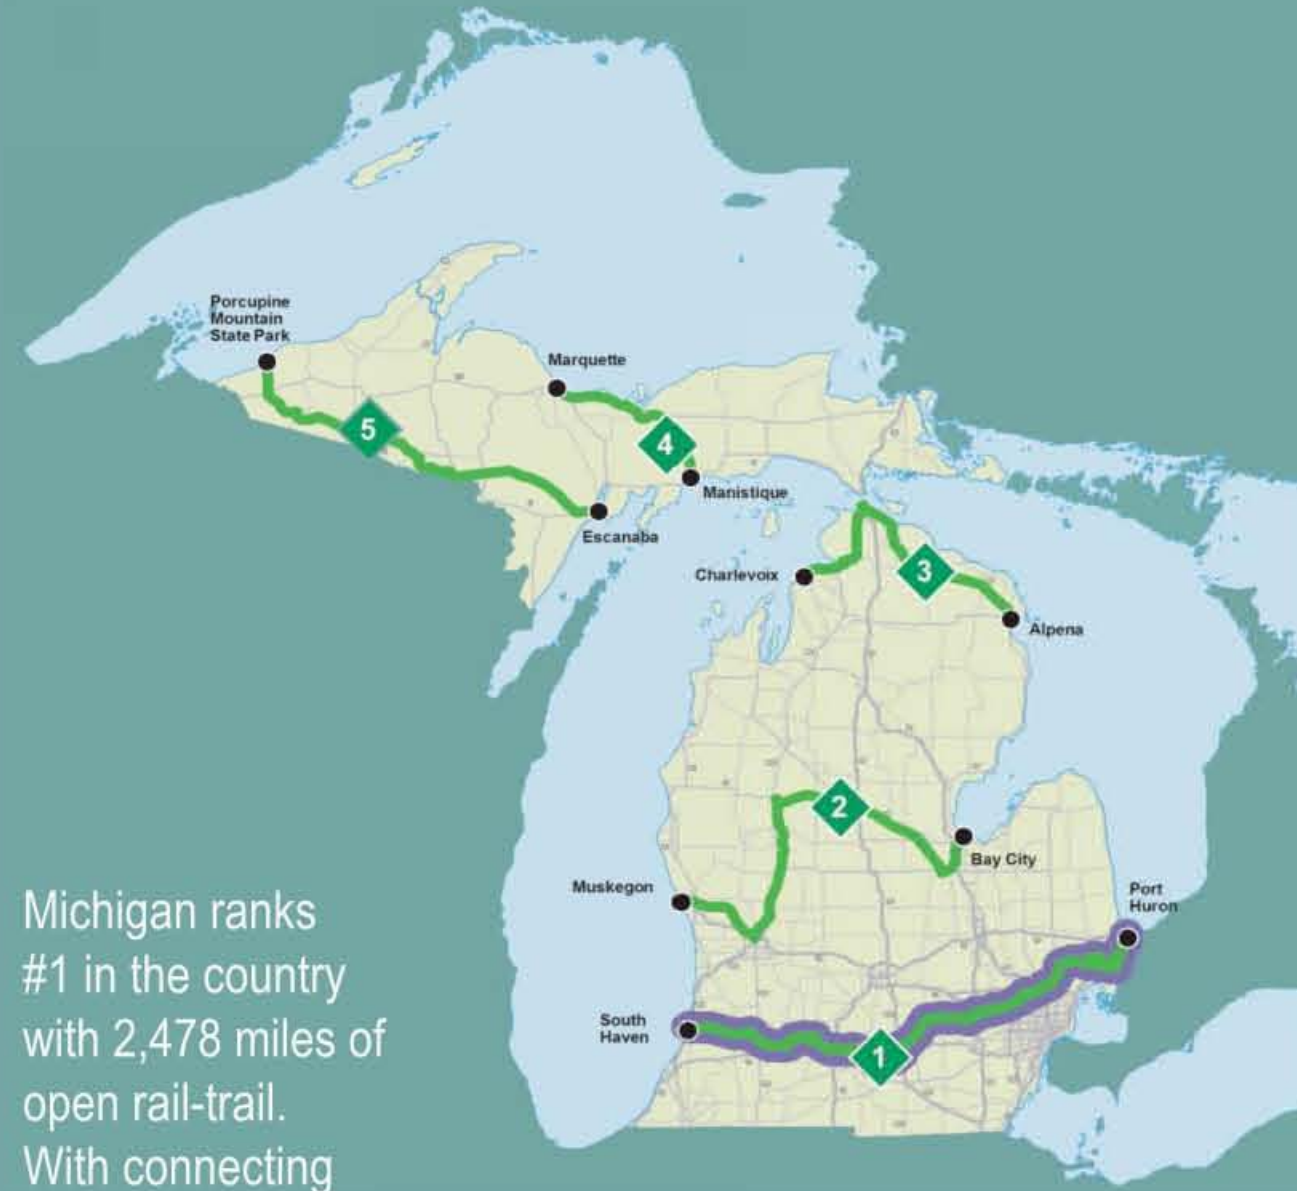 Porcupine
Mountain
State Park
Marquette
5
4
Manistique
Escanaba
Charlevoix
3
Alpena
2
Bay City
Muskegon
Port
Huron
South
Haven
1
Michigan ranks
#1 in the country
with 2,478 miles of
open rail-trail.
With connecting